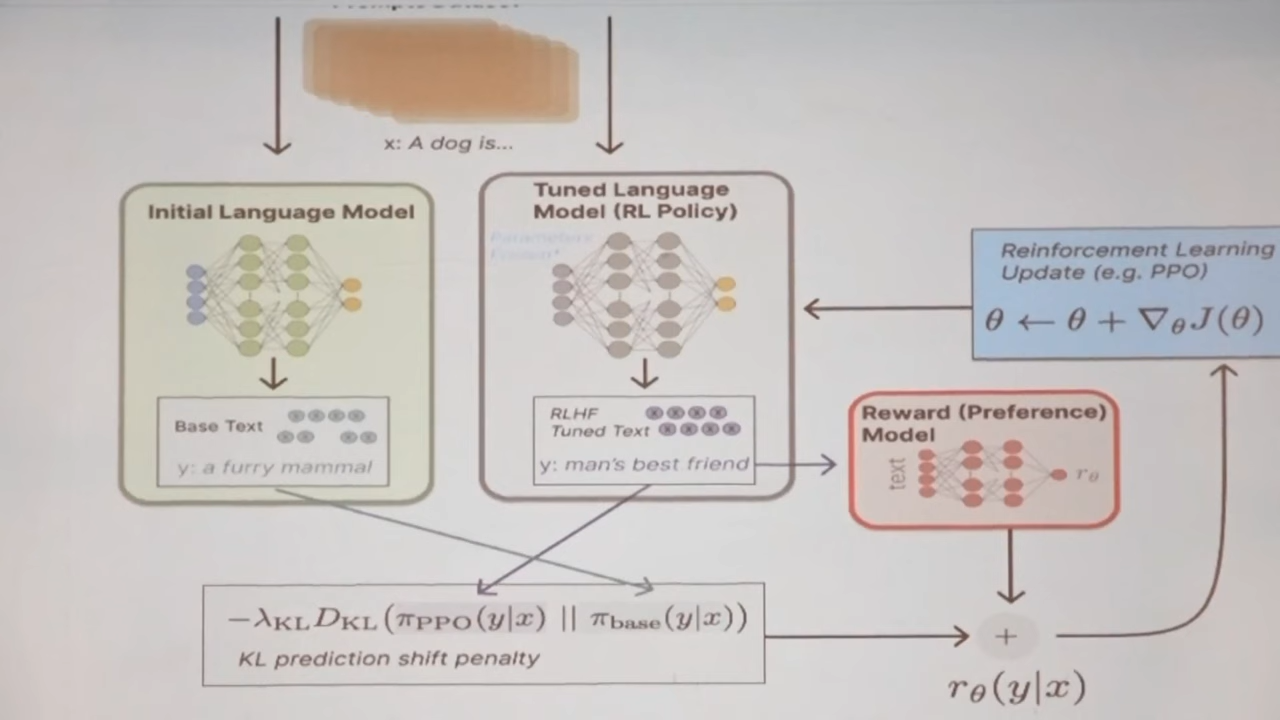 x: A dog is...
Initial Language Model
Tuned Language
Model (RL Policy)
Parameters
Frozen*
Reinforcement Learning
Update (e.g. PPO)
θ ← θ + ∇θJ(θ)
Base Text
y: a furry mammal
RLHF
Tuned Text
y: man's best friend
Reward (Preference)
Model
text
rθ
−λKL DKL (πPPO(y|x) || πbase(y|x))
KL prediction shift penalty
+
rθ(y|x)